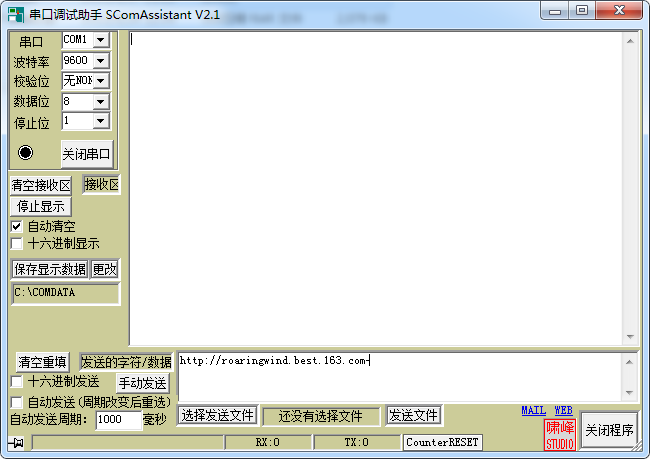 串口调试助手 SComAssistant V2.1
串口 COM1
波特率 9600
校验位 无NON
数据位 8
停止位 1
关闭串口
清空接收区 接收区
停止显示
自动清空
十六进制显示
保存显示数据 更改
C:\COMDATA
清空重填 发送的字符/数据 http://roaringwind.best.163.com
十六进制发送 手动发送
自动发送(周期改变后重选)
自动发送周期: 1000 毫秒
选择发送文件 还没有选择文件 发送文件
MAIL WEB
啸峰
STUDIO
关闭程序
RX:0 TX:0 CounterRESET